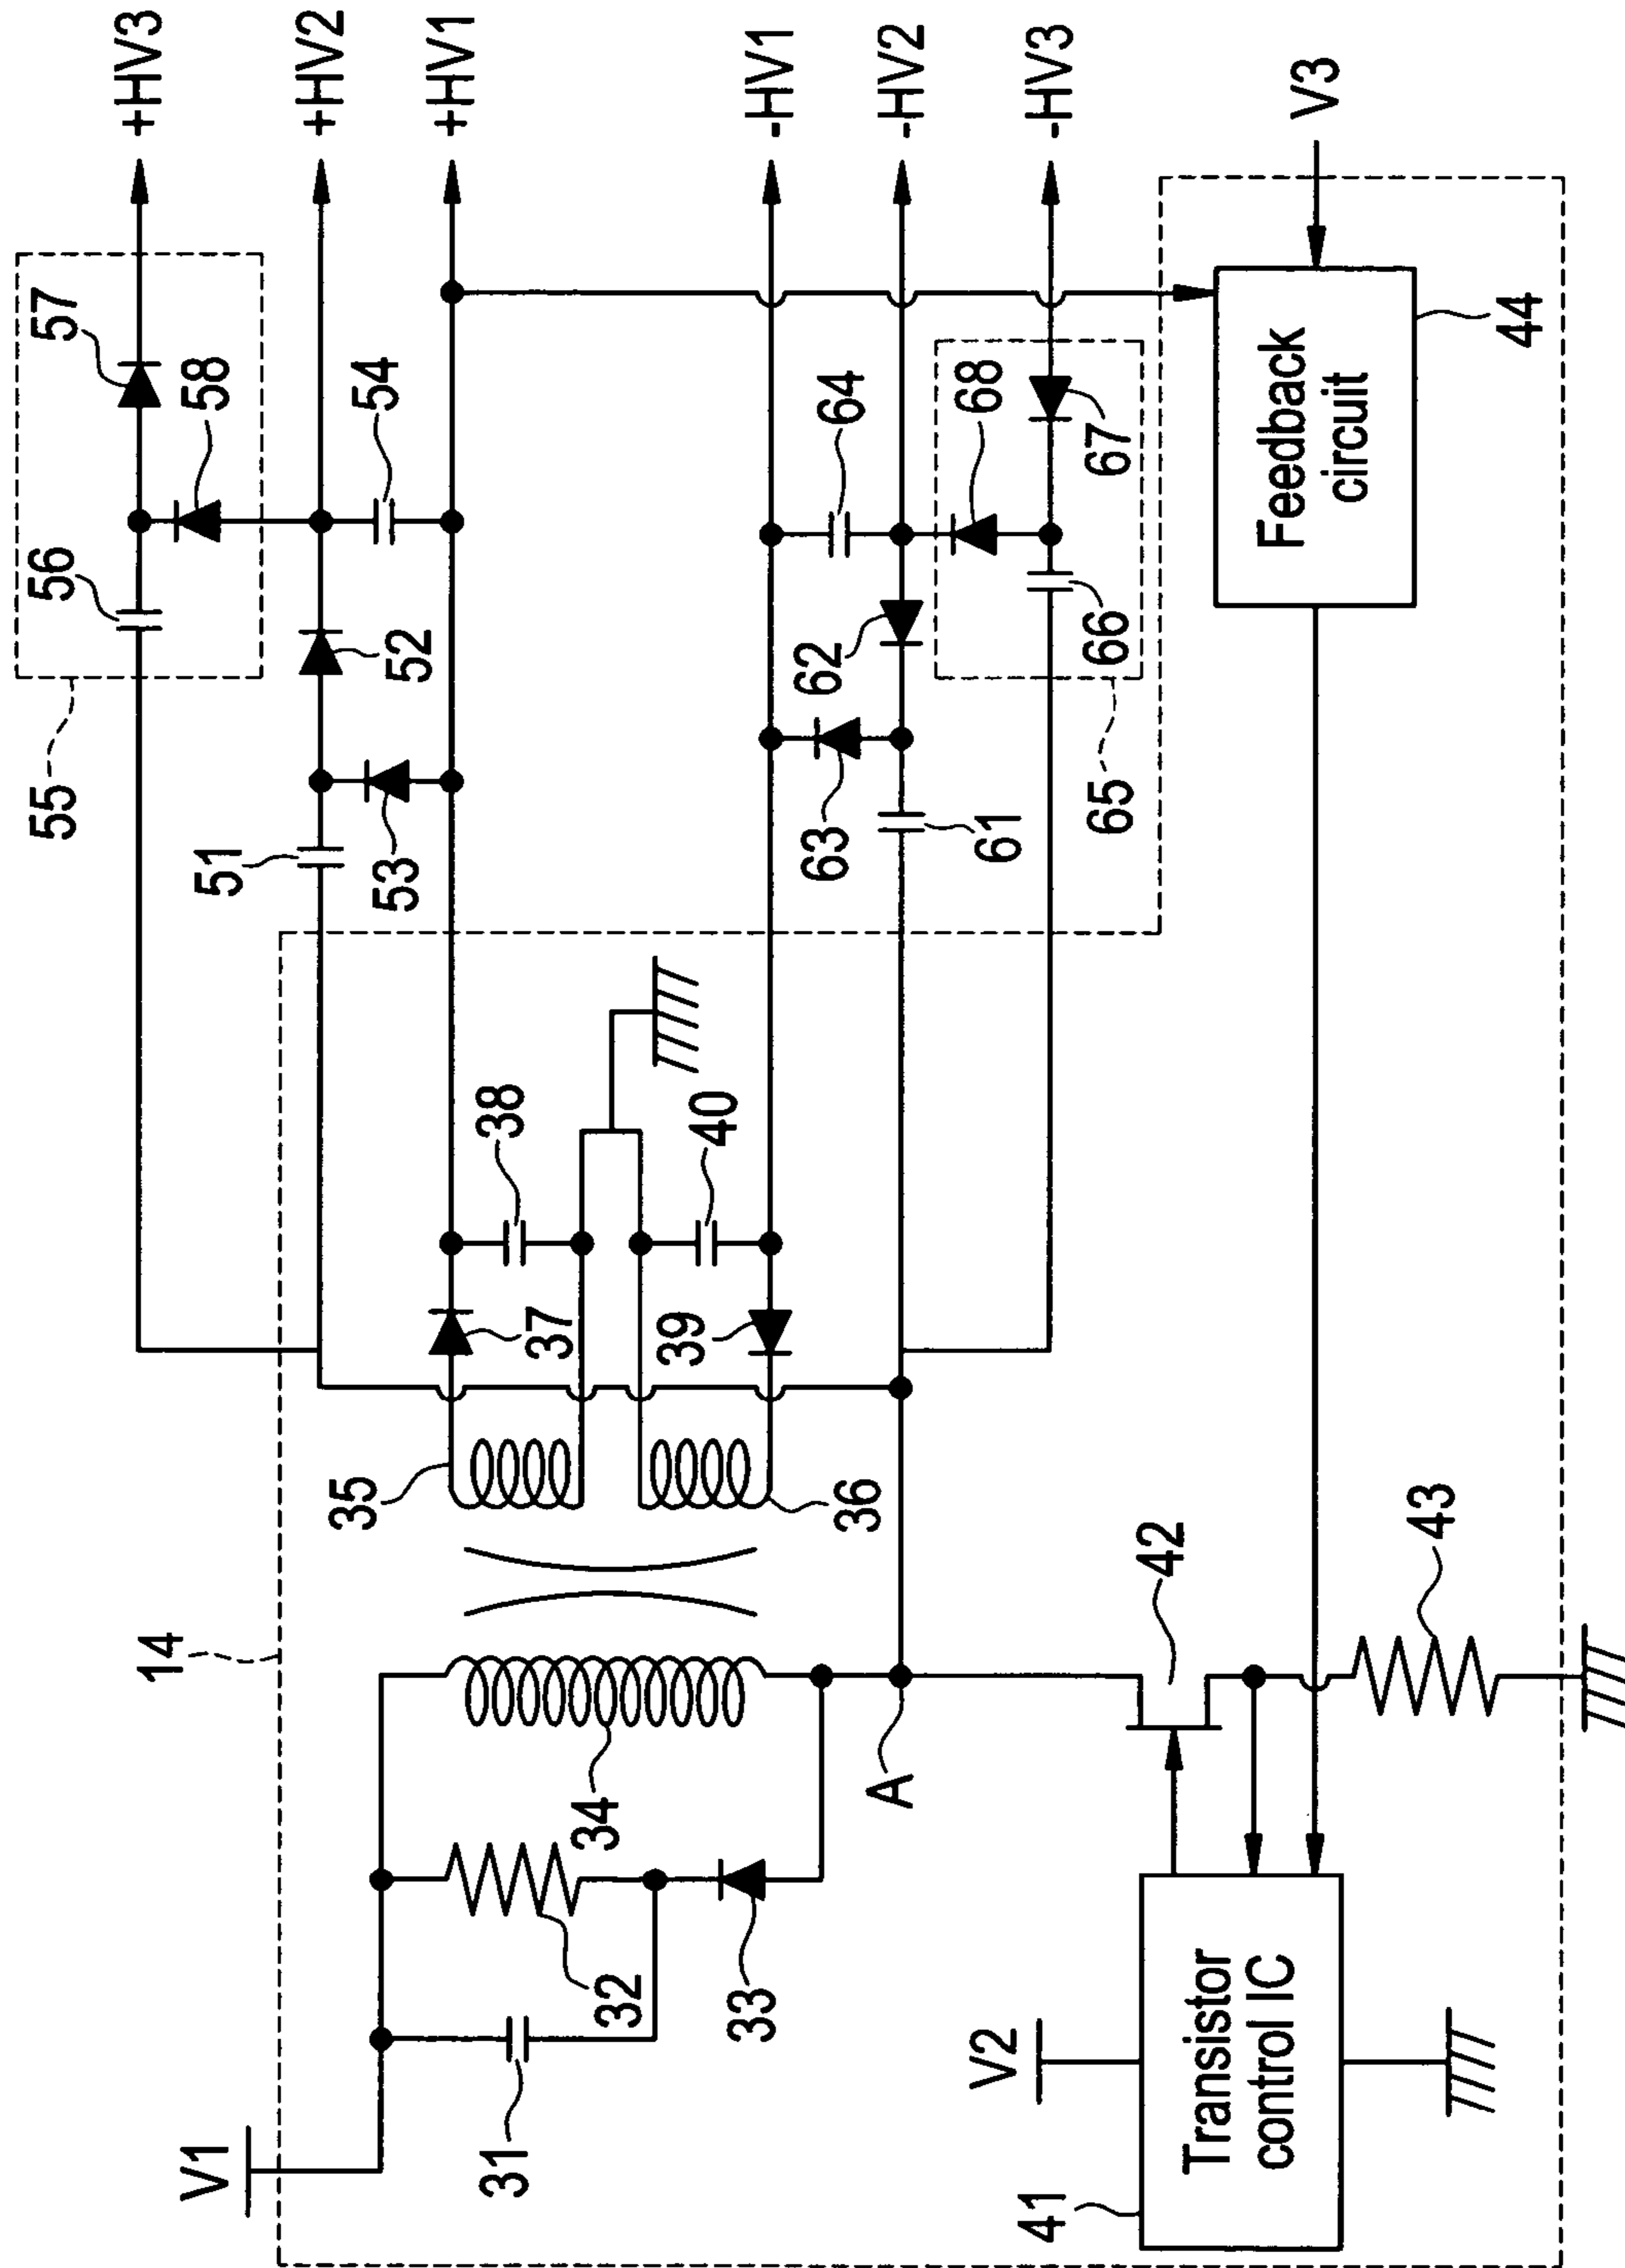 +HV3
+HV2
+HV1
-HV1
-HV2
-HV3
V3
57
58
56
55
54
52
51
53
64
68
67
62
66
63
61
65
Feedback
circuit
44
38
40
37
39
35
36
14
34
A
42
43
32
33
31
V1
V2
Transistor
control IC
41